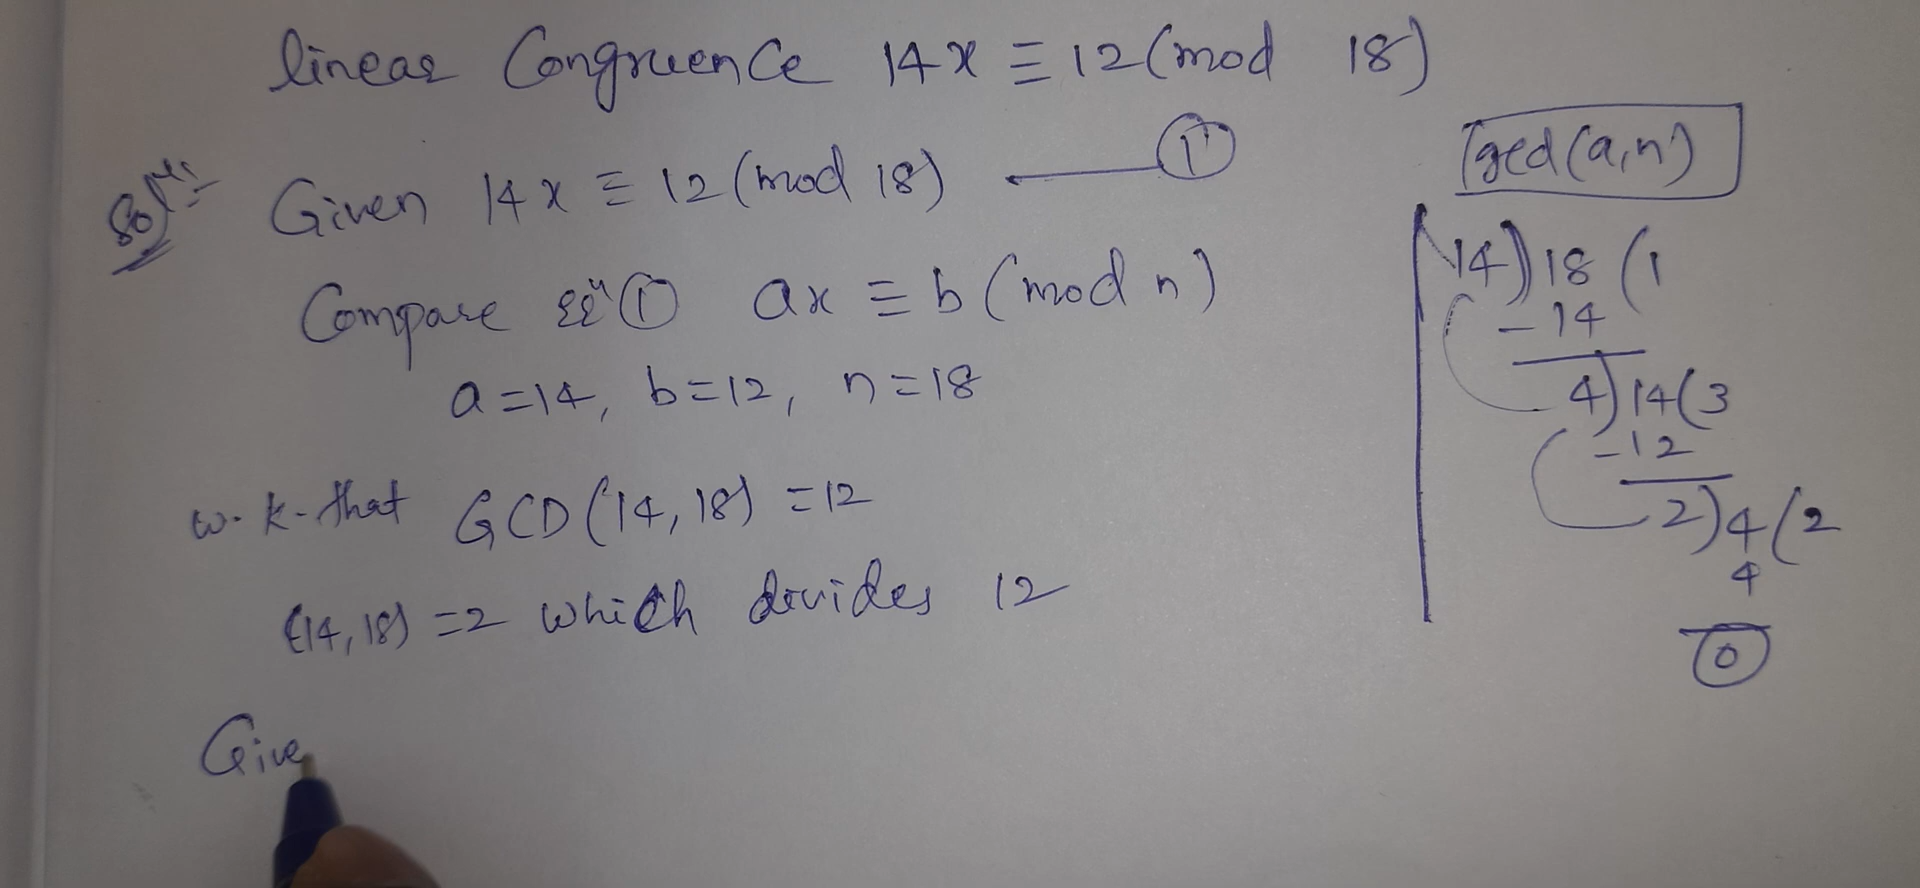 linear Congruence 14x ≡ 12 (mod 18)
Soln:- Given 14x ≡ 12 (mod 18) — ①
Compare ① ax ≡ b (mod n)
a=14, b=12, n=18
w.k.that GCD (14, 18) = 12
(14, 18) = 2 which divides 12
Give
gcd (a,n)
14) 18 (1
- 14
4) 14 (3
- 12
2) 4 (2
4
0